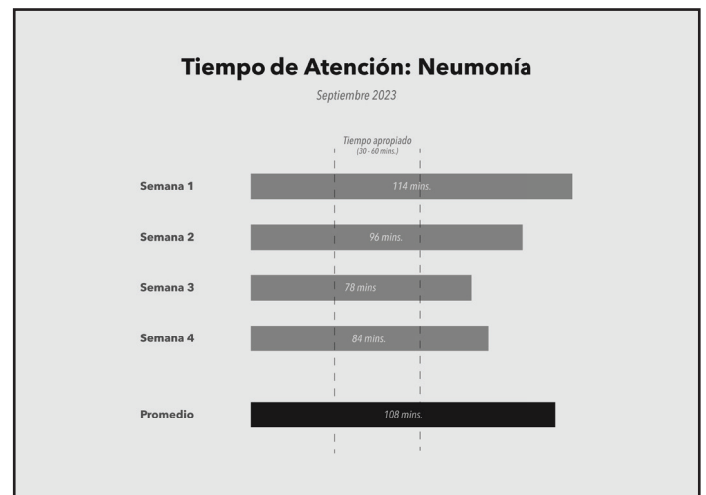 Tiempo de Atención: Neumonía
Septiembre 2023
Tiempo apropiado
(30 - 60 mins.)
Semana 1 114 mins.
Semana 2 96 mins.
Semana 3 78 mins
Semana 4 84 mins.
Promedio 108 mins.